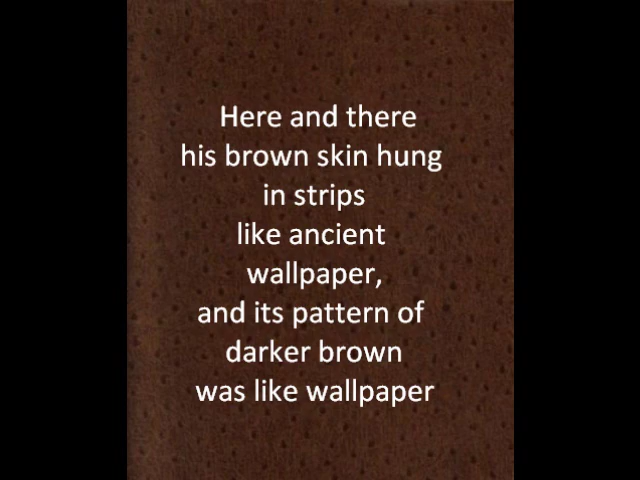 Here and there
his brown skin hung
in strips
like ancient
wallpaper,
and its pattern of
darker brown
was like wallpaper